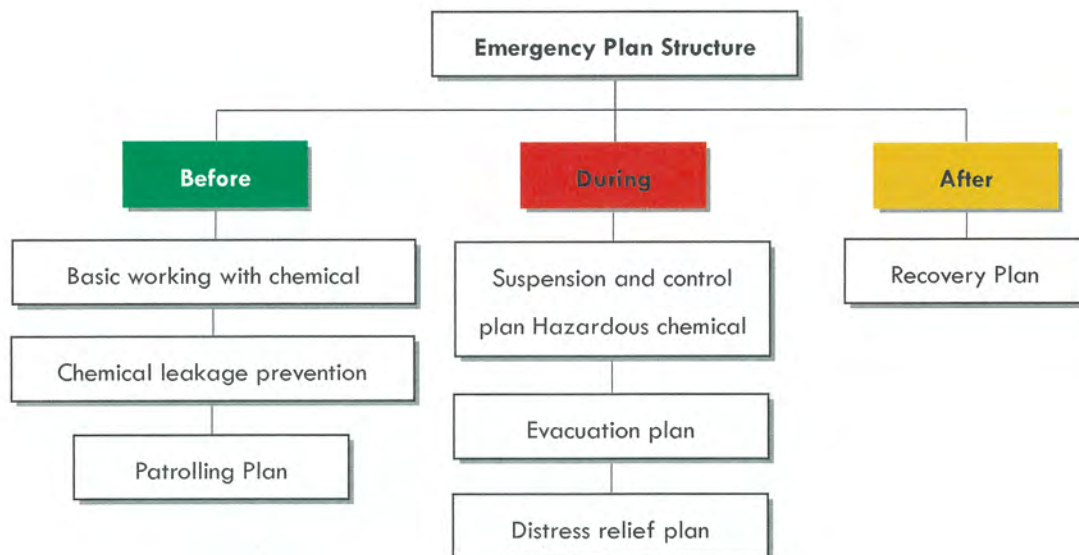 Emergency Plan Structure
Before
During
After
Basic working with chemical
Chemical leakage prevention
Patrolling Plan
Suspension and control
plan Hazardous chemical
Evacuation plan
Distress relief plan
Recovery Plan